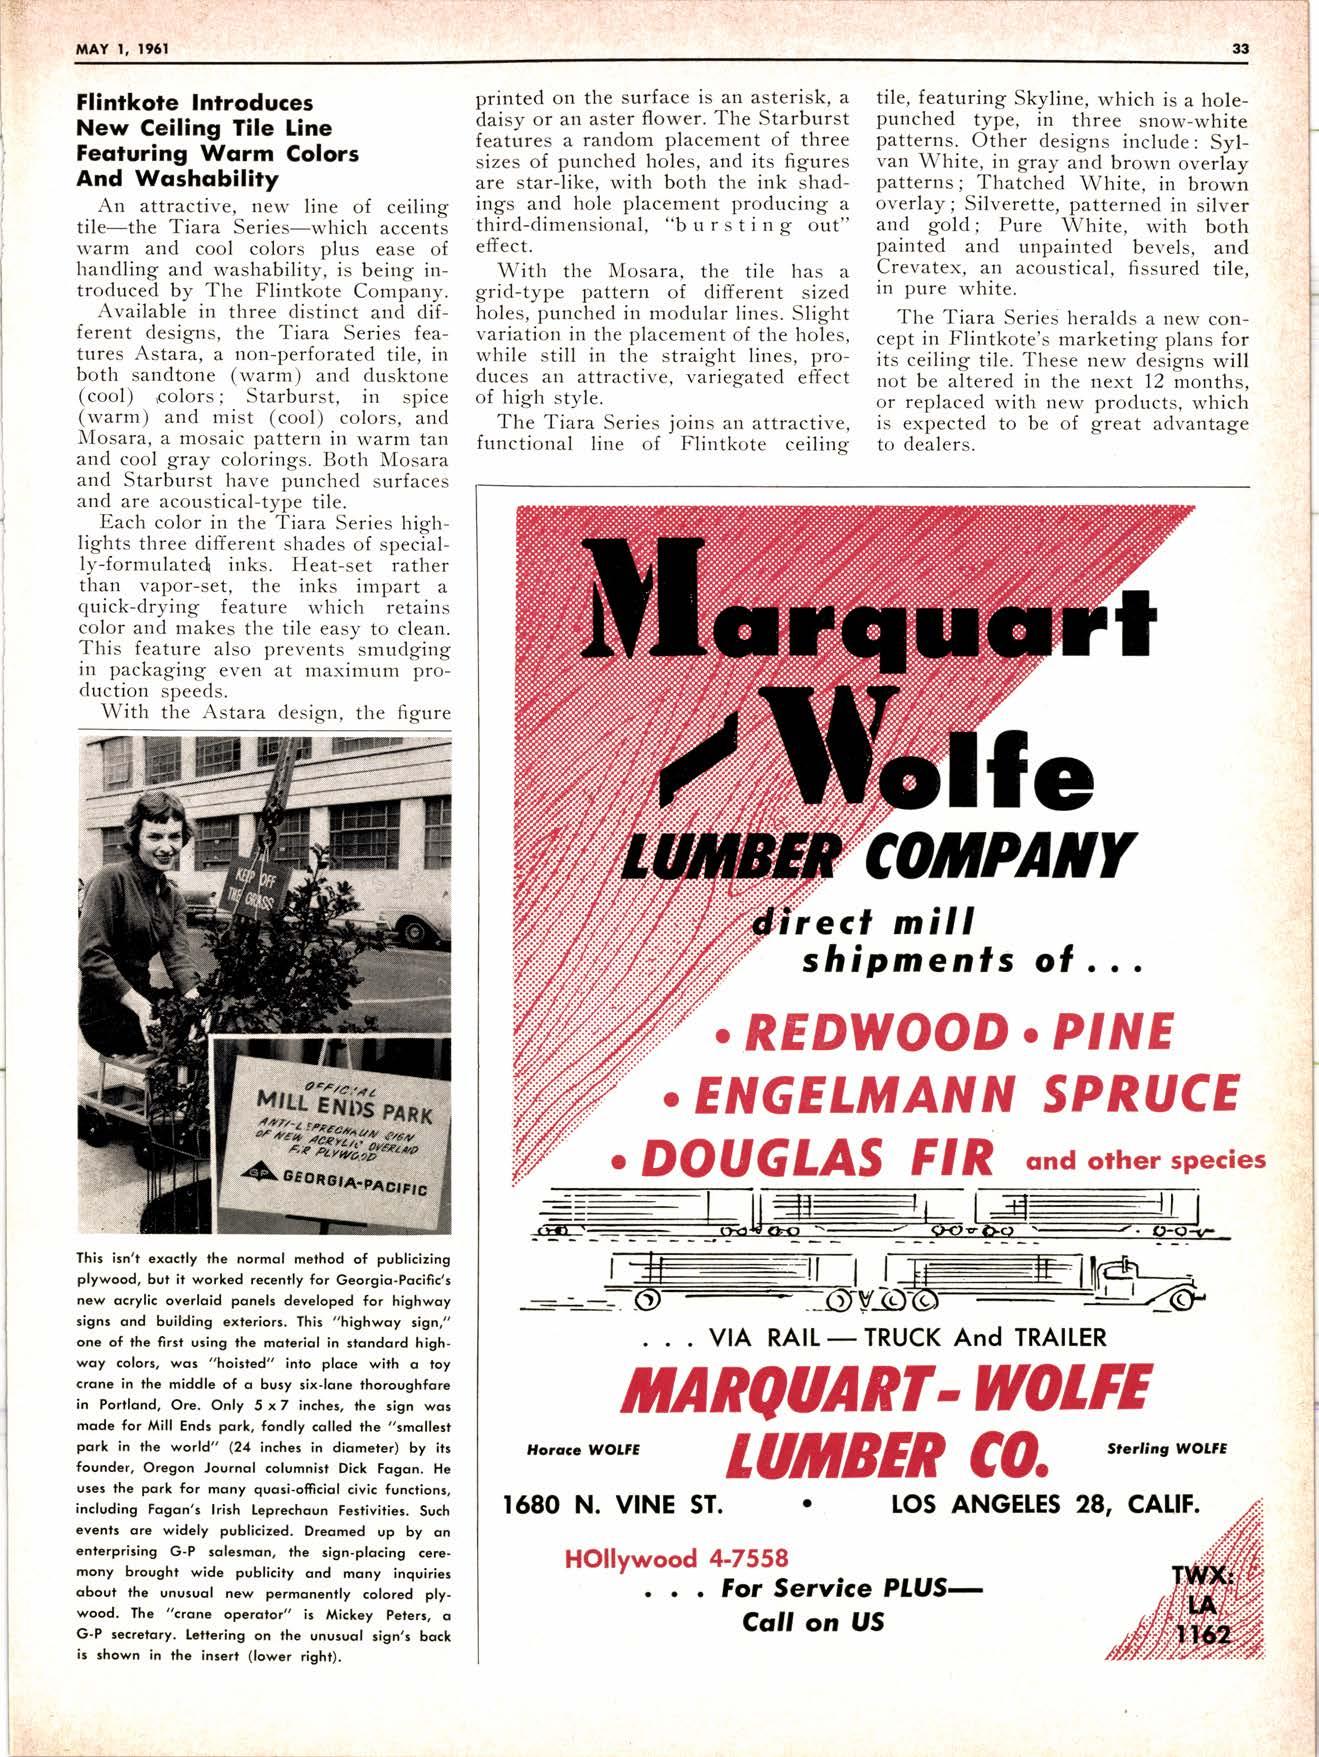 MAY 1, 1961
33
Flintkote Introduces
New Ceiling Tile Line
Featuring Warm Colors
And Washability
An attractive, new line of ceiling
tile—the Tiara Series—which accents
warm and cool colors plus ease of
handling and washability, is being in-
troduced by The Flintkote Company.
Available in three distinct and dif-
ferent designs, the Tiara Series fea-
tures Astara, a non-perforated tile, in
both sandtone (warm) and dusktone
(cool) colors; Starburst, in spice
(warm) and mist (cool) colors, and
Mosara, a mosaic pattern in warm tan
and cool gray colorings. Both Mosara
and Starburst have punched surfaces
and are acoustical-type tile.
Each color in the Tiara Series high-
lights three different shades of special-
ly-formulated inks. Heat-set rather
than vapor-set, the inks impart a
quick-drying feature which retains
color and makes the tile easy to clean.
This feature also prevents smudging
in packaging even at maximum pro-
duction speeds.
With the Astara design, the figure
printed on the surface is an asterisk, a
daisy or an aster flower. The Starburst
features a random placement of three
sizes of punched holes, and its figures
are star-like, with both the ink shad-
ings and hole placement producing a
third-dimensional, "bursting out"
effect.
With the Mosara, the tile has a
grid-type pattern of different sized
holes, punched in modular lines. Slight
variation in the placement of the holes,
while still in the straight lines, pro-
duces an attractive, variegated effect
of high style.
The Tiara Series joins an attractive,
functional line of Flintkote ceiling
tile, featuring Skyline, which is a hole-
punched type, in three snow-white
patterns. Other designs include: Syl-
van White, in gray and brown overlay
patterns; Thatched White, in brown
overlay; Silverette, patterned in silver
and gold; Pure White, with both
painted and unpainted bevels, and
Crevatex, an acoustical, fissured tile,
in pure white.
The Tiara Series heralds a new con-
cept in Flintkote's marketing plans for
its ceiling tile. These new designs will
not be altered in the next 12 months,
or replaced with new products, which
is expected to be of great advantage
to dealers.
KEEP OFF
THE GRASS
OFFICIAL
MILL ENDS PARK
ANTI-LEPRECHAUN SIGN
OF NEW ACRYLIC OVERLAID
FIR PLYWOOD
GP GEORGIA-PACIFIC
This isn't exactly the normal method of publicizing
plywood, but it worked recently for Georgia-Pacific's
new acrylic overlaid panels developed for highway
signs and building exteriors. This "highway sign,"
one of the first using the material in standard high-
way colors, was "hoisted" into place with a toy
crane in the middle of a busy six-lane thoroughfare
in Portland, Ore. Only 5 x 7 inches, the sign was
made for Mill Ends park, fondly called the "smallest
park in the world" (24 inches in diameter) by its
founder, Oregon Journal columnist Dick Fagan. He
uses the park for many quasi-official civic functions,
including Fagan's Irish Leprechaun Festivities. Such
events are widely publicized. Dreamed up by an
enterprising G-P salesman, the sign-placing cere-
mony brought wide publicity and many inquiries
about the unusual new permanently colored ply-
wood. The "crane operator" is Mickey Peters, a
G-P secretary. Lettering on the unusual sign's back
is shown in the insert (lower right).
Marquart
-Wolfe
LUMBER COMPANY
direct mill
shipments of...
• REDWOOD • PINE
• ENGELMANN SPRUCE
• DOUGLAS FIR and other species
. . . VIA RAIL — TRUCK And TRAILER
MARQUART-WOLFE
LUMBER CO.
Horace WOLFE
Sterling WOLFE
1680 N. VINE ST. • LOS ANGELES 28, CALIF.
HOllywood 4-7558
. . . For Service PLUS—
Call on US
TWX:
LA
1162